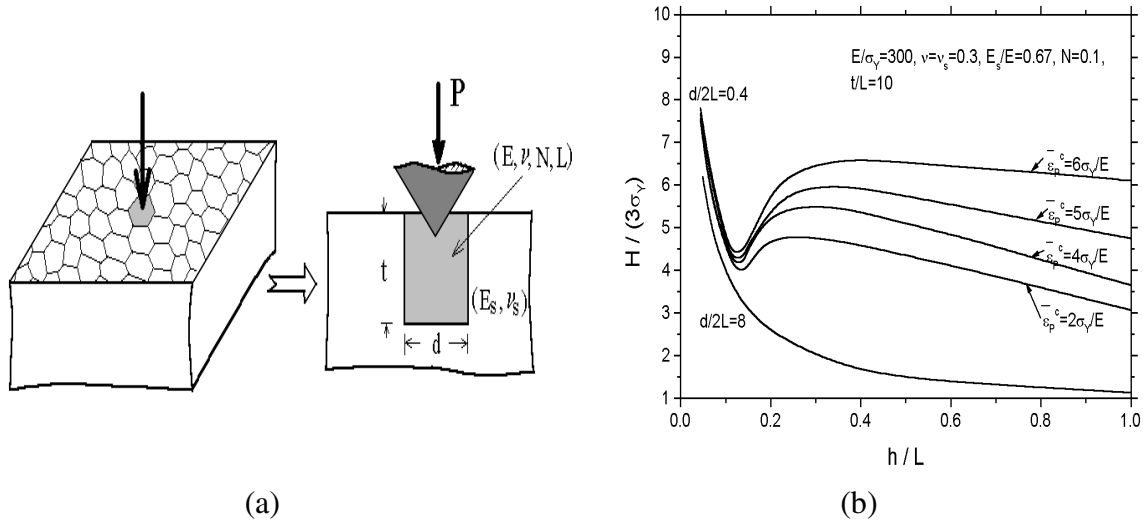 P
(E, ν, N, L)
t
(E_S, ν_S)
d
(a)
10
9
8
7
6
5
4
3
2
1
H / (3σ_Y)
E/σ_Y=300, ν=ν_s=0.3, E_s/E=0.67, N=0.1,
t/L=10
d/2L=0.4
ε̄_p^c=6σ_Y/E
ε̄_p^c=5σ_Y/E
ε̄_p^c=4σ_Y/E
ε̄_p^c=2σ_Y/E
d/2L=8
0.0 0.2 0.4 0.6 0.8 1.0
h / L
(b)